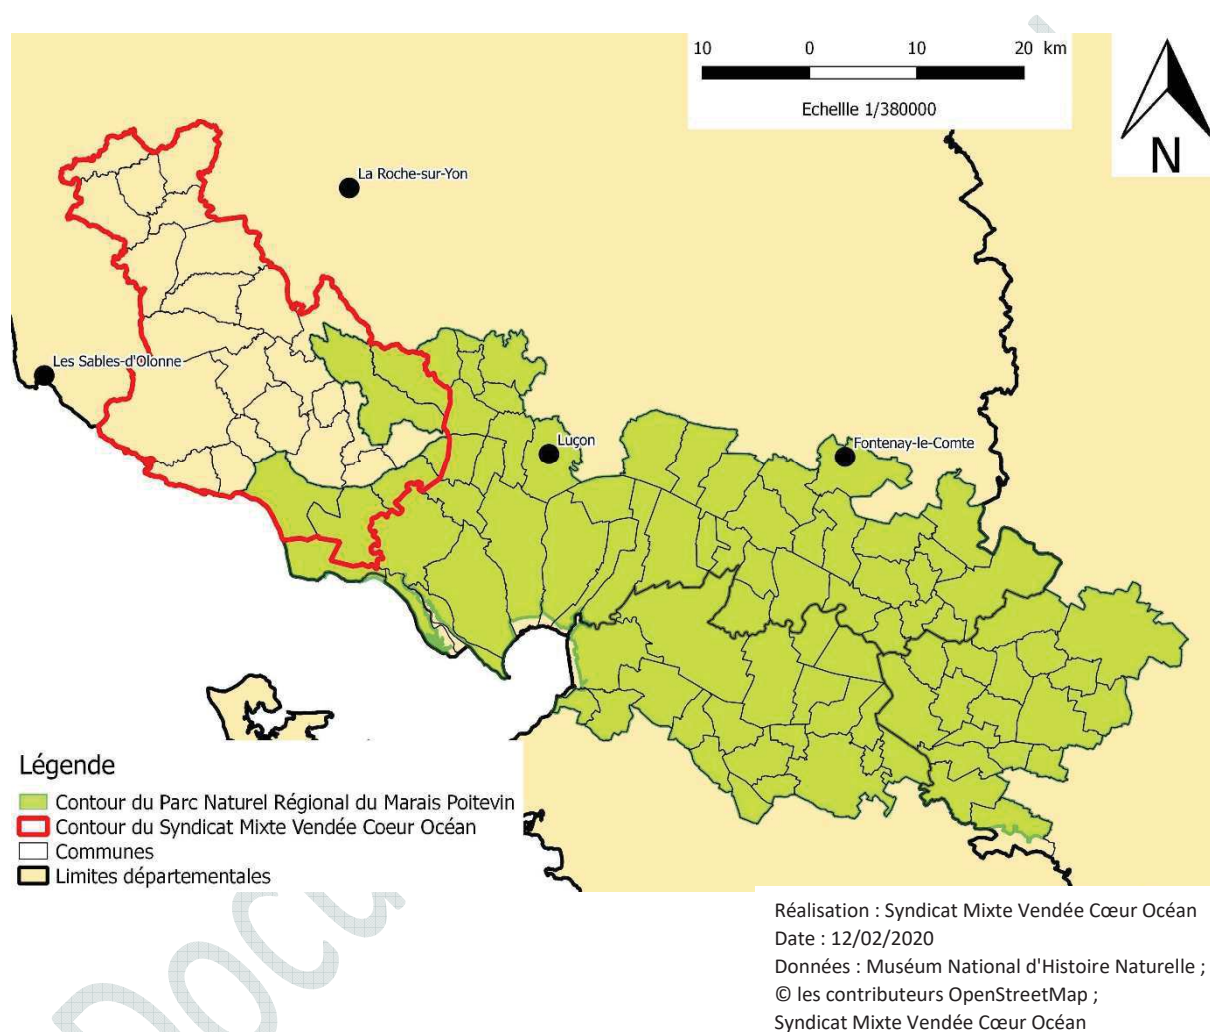 10 0 10 20 km
Echellle 1/380000
N
La Roche-sur-Yon
Les Sables-d'Olonne
Luçon
Fontenay-le-Comte
Légende
Contour du Parc Naturel Régional du Marais Poitevin
Contour du Syndicat Mixte Vendée Coeur Océan
Communes
Limites départementales
Réalisation : Syndicat Mixte Vendée Cœur Océan
Date : 12/02/2020
Données : Muséum National d'Histoire Naturelle ;
© les contributeurs OpenStreetMap ;
Syndicat Mixte Vendée Cœur Océan
Docu